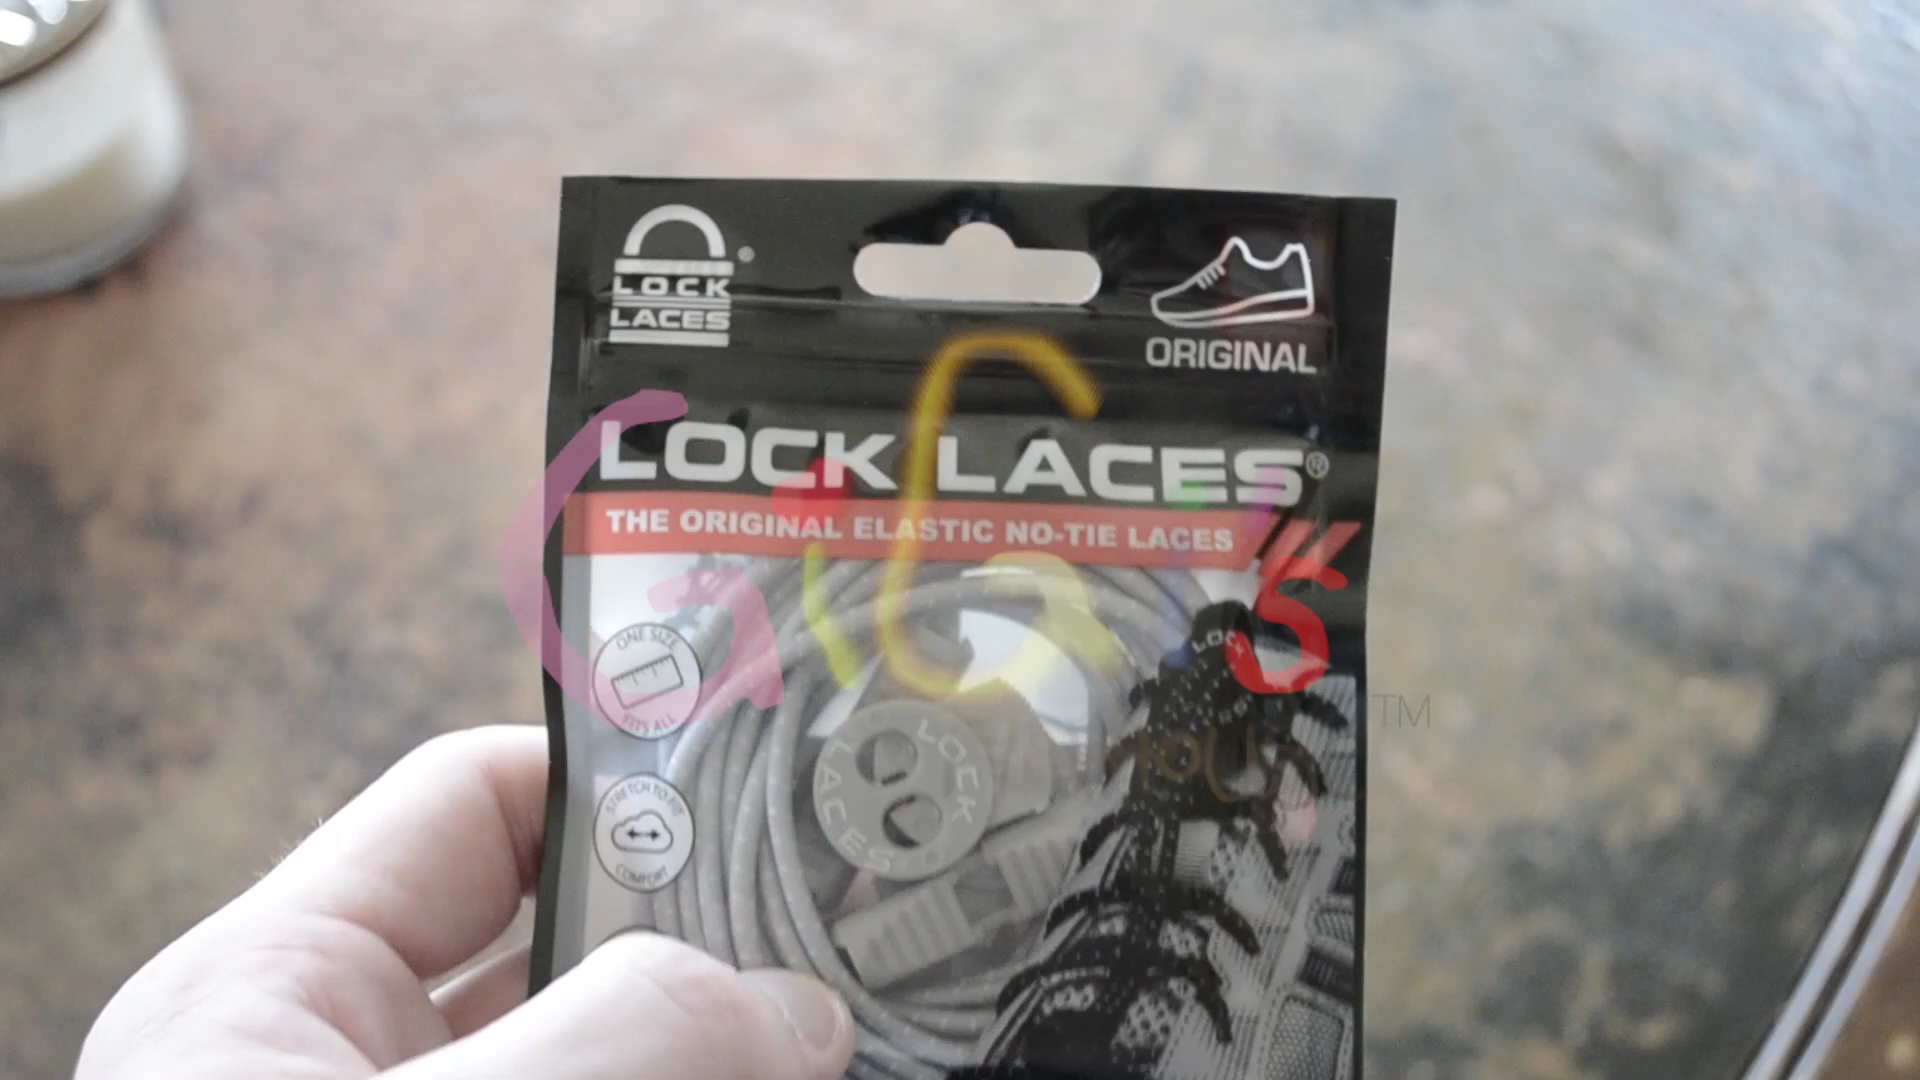 LOCK
LACES
®
ORIGINAL
LOCK LACES®
THE ORIGINAL ELASTIC NO-TIE LACES
ONE SIZE
FITS ALL
STRETCH TO FIT
COMFORT
LOCK
LACES
LOCK
TM